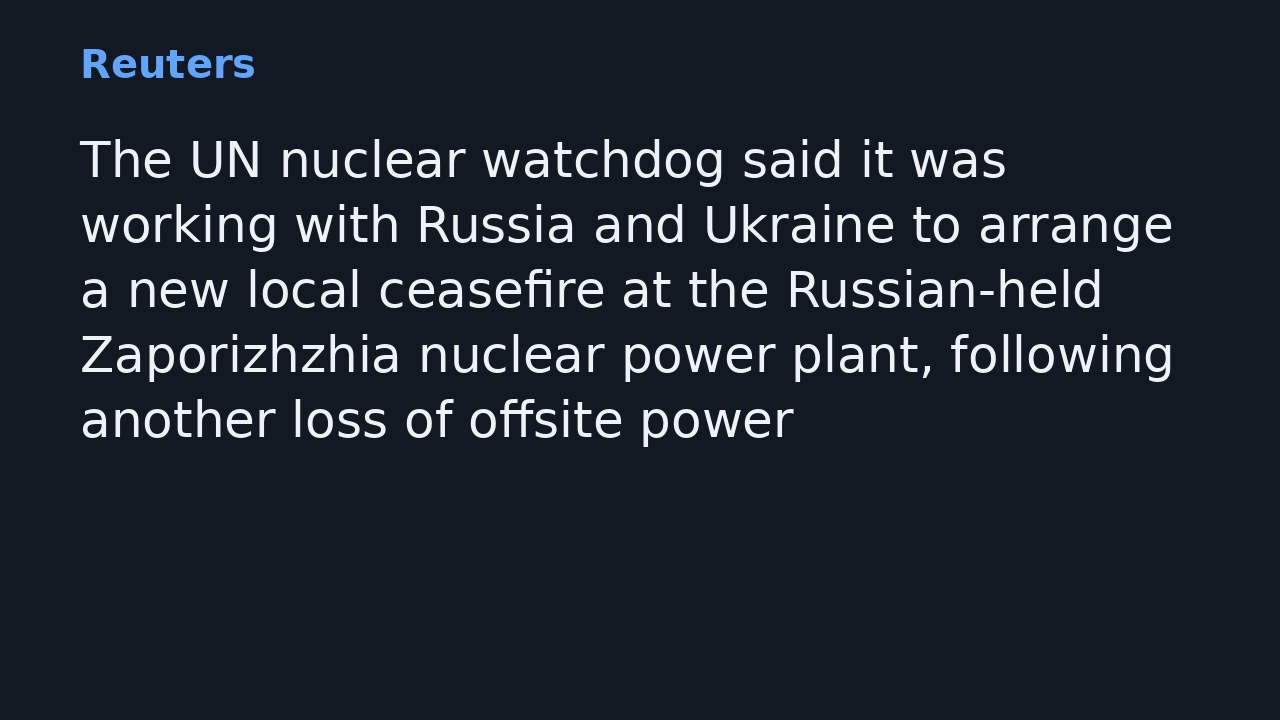 Reuters
The UN nuclear watchdog said it was
working with Russia and Ukraine to arrange
a new local ceasefire at the Russian-held
Zaporizhzhia nuclear power plant, following
another loss of offsite power